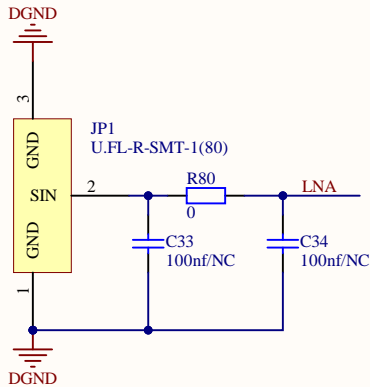 DGND
3
GND
JP1
U.FL-R-SMT-1(80)
SIN
2
R80
0
LNA
GND
C33
100nf/NC
C34
100nf/NC
1
DGND